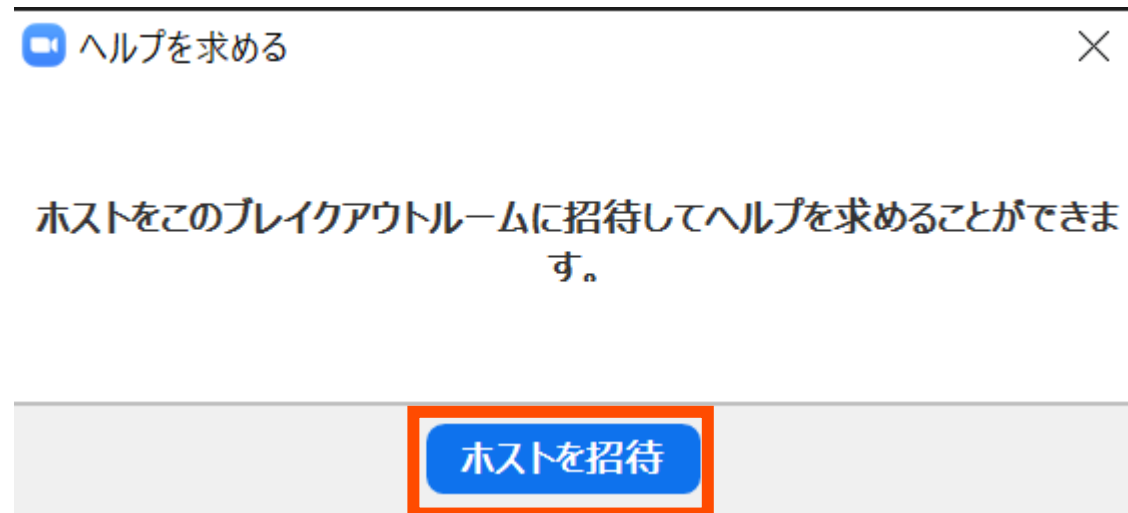 ヘルプを求める
ホストをこのブレイクアウトルームに招待してヘルプを求めることができま
す。
ホストを招待